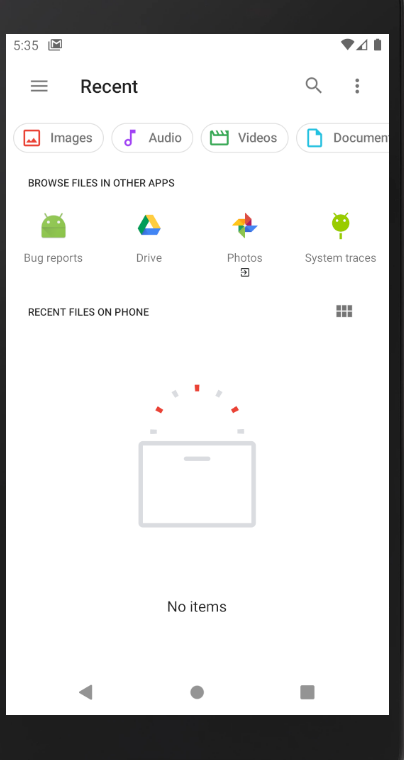 5:35
Recent
Images
Audio
Videos
Documen
BROWSE FILES IN OTHER APPS
Bug reports
Drive
Photos
System traces
RECENT FILES ON PHONE
No items